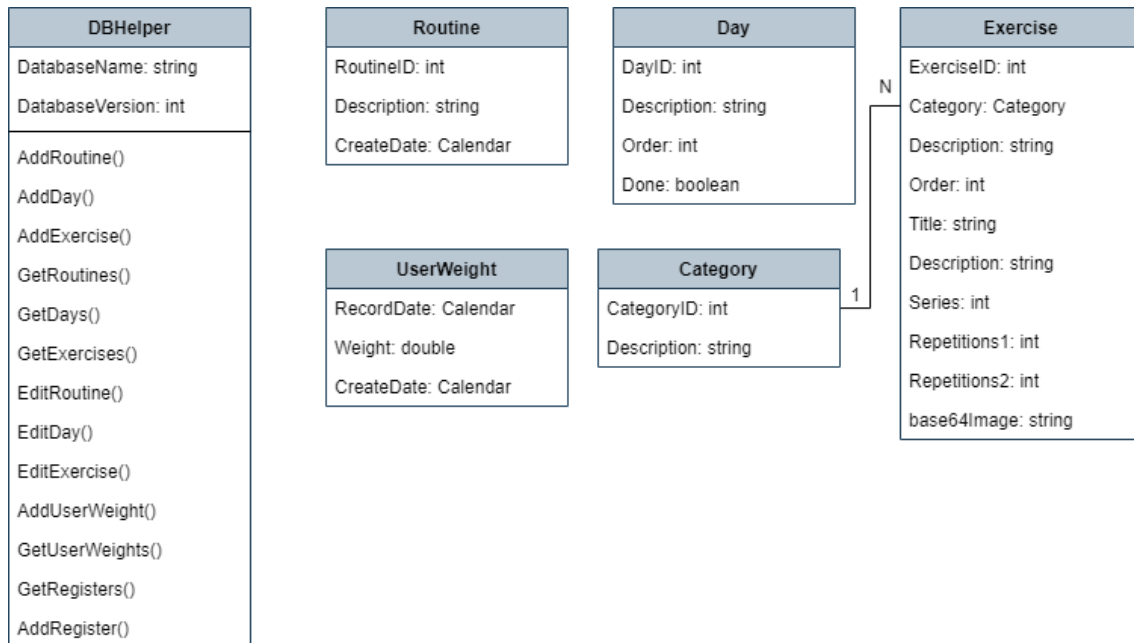 DBHelper
DatabaseName: string
DatabaseVersion: int
AddRoutine()
AddDay()
AddExercise()
GetRoutines()
GetDays()
GetExercises()
EditRoutine()
EditDay()
EditExercise()
AddUserWeight()
GetUserWeights()
GetRegisters()
AddRegister()
Routine
RoutineID: int
Description: string
CreateDate: Calendar
Day
DayID: int
Description: string
Order: int
Done: boolean
Exercise
ExerciseID: int
Category: Category
Description: string
Order: int
Title: string
Description: string
Series: int
Repetitions1: int
Repetitions2: int
base64Image: string
N
UserWeight
RecordDate: Calendar
Weight: double
CreateDate: Calendar
Category
CategoryID: int
Description: string
1